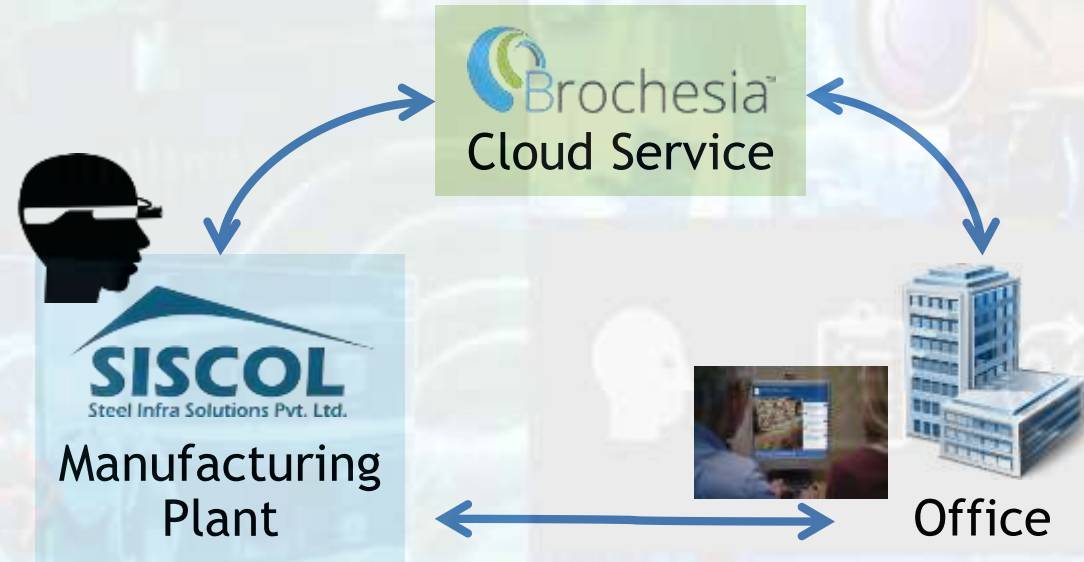 Brochesia™
Cloud Service
SISCOL
Steel Infra Solutions Pvt. Ltd.
Manufacturing
Plant
Office